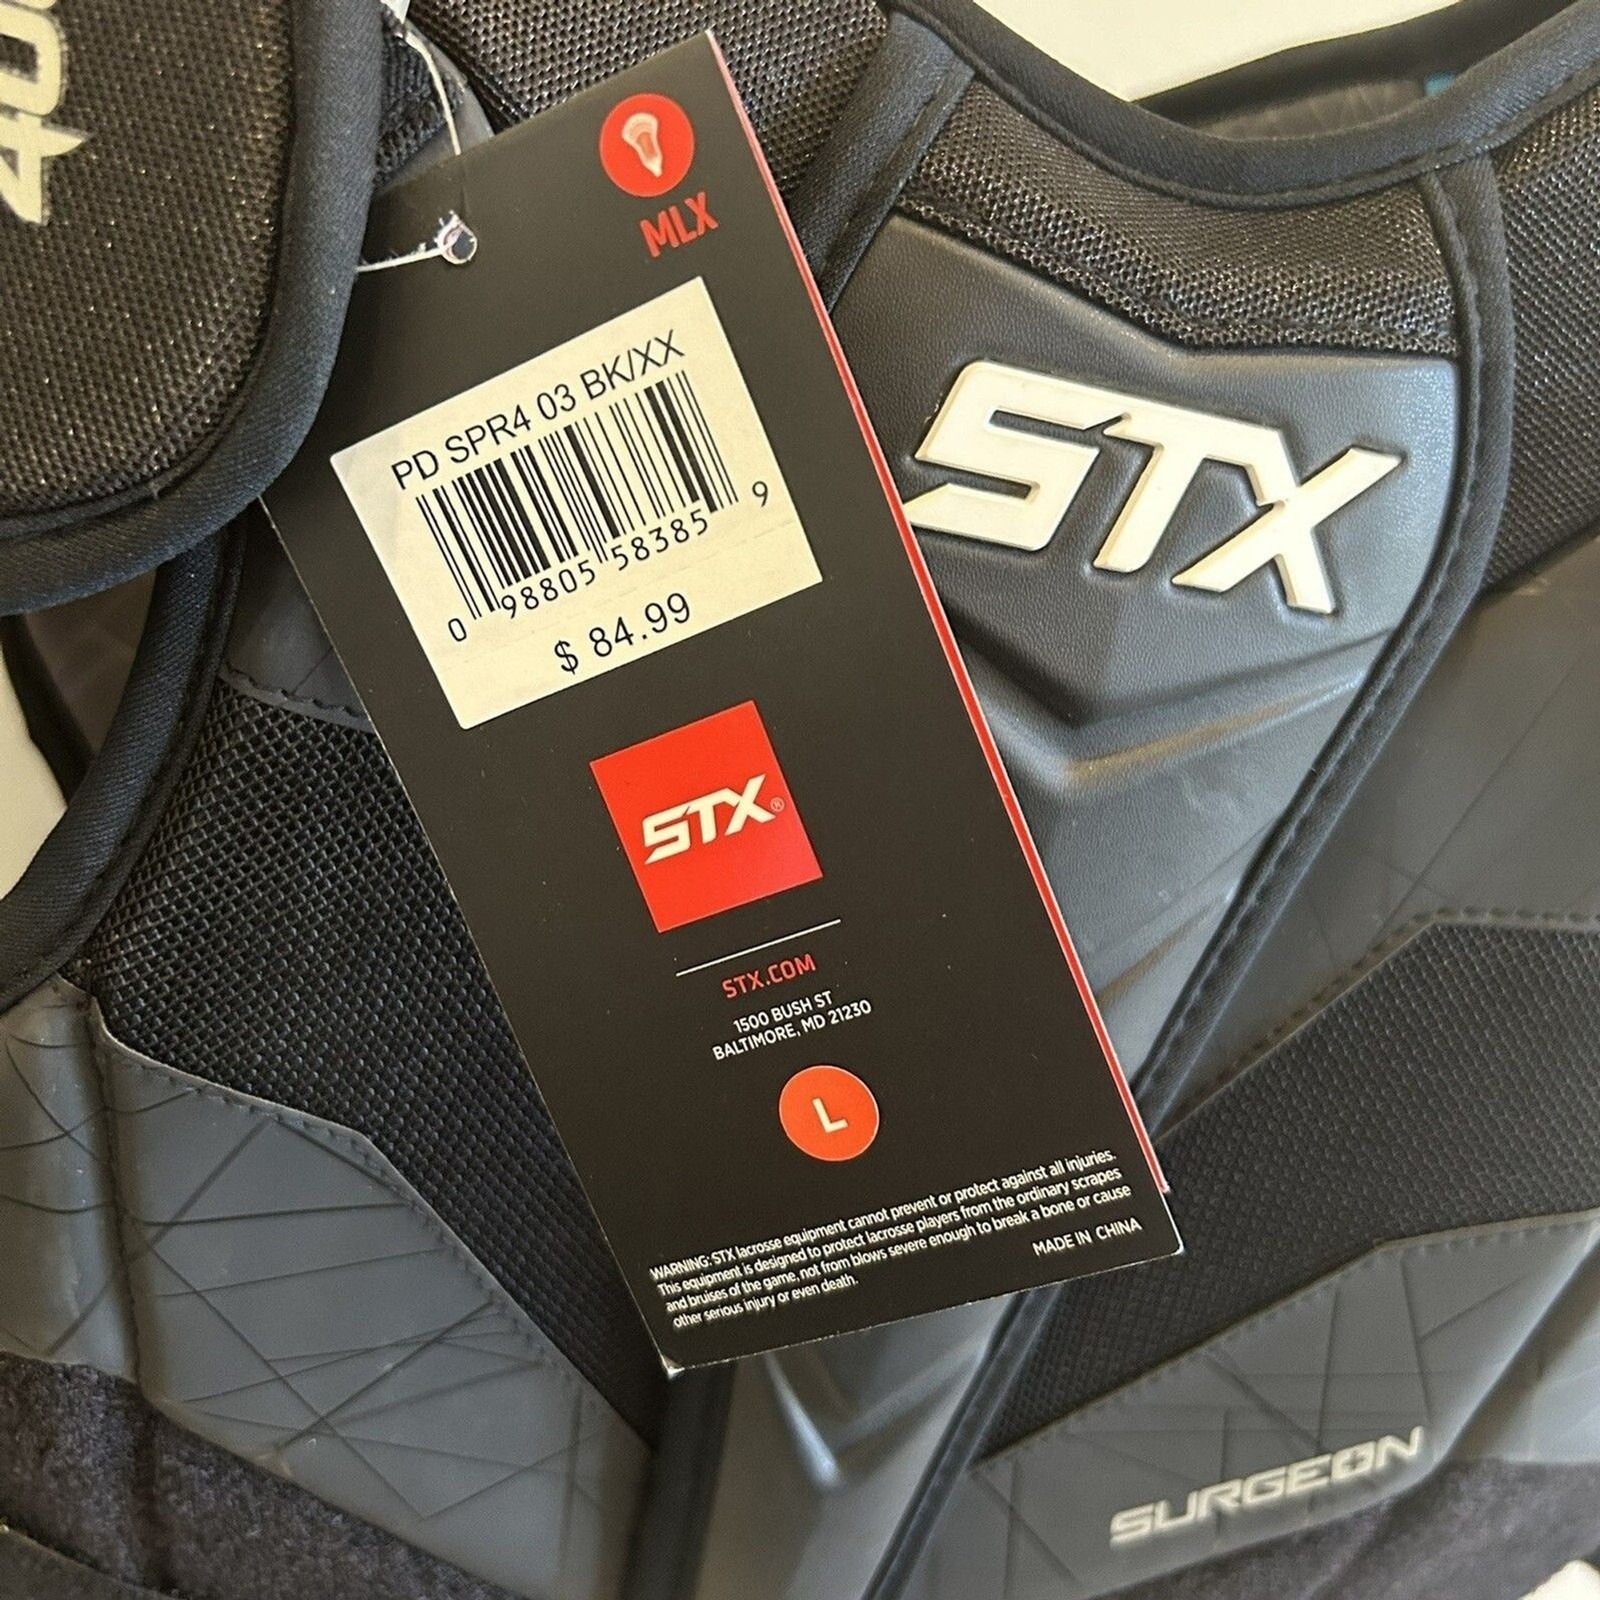 MLX
PD SPR4 03 BK/XX
0 98805 58385 9
$ 84.99
STX®
STX.COM
1500 BUSH ST
BALTIMORE, MD 21230
L
WARNING: STX lacrosse equipment cannot prevent or protect against all injuries.
This equipment is designed to protect lacrosse players from the ordinary scrapes
and bruises of the game, not from blows severe enough to break a bone or cause
other serious injury or even death.
MADE IN CHINA
STX
SURGEON